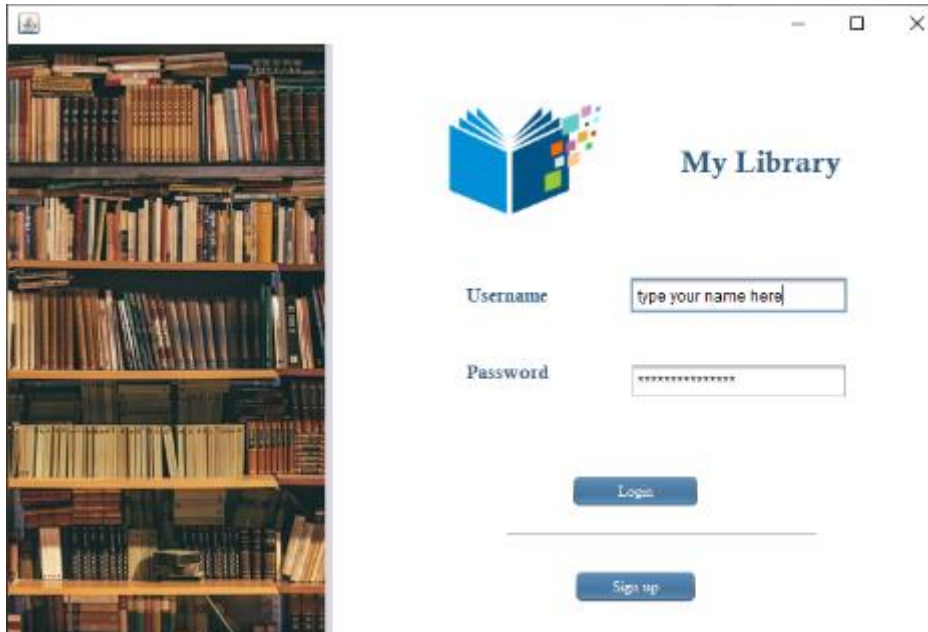 My Library
Username
type your name here
Password
***************
Login
Sign up